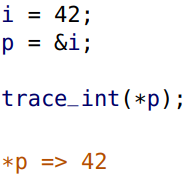 i = 42;
p = &i;
trace_int(*p);
*p => 42